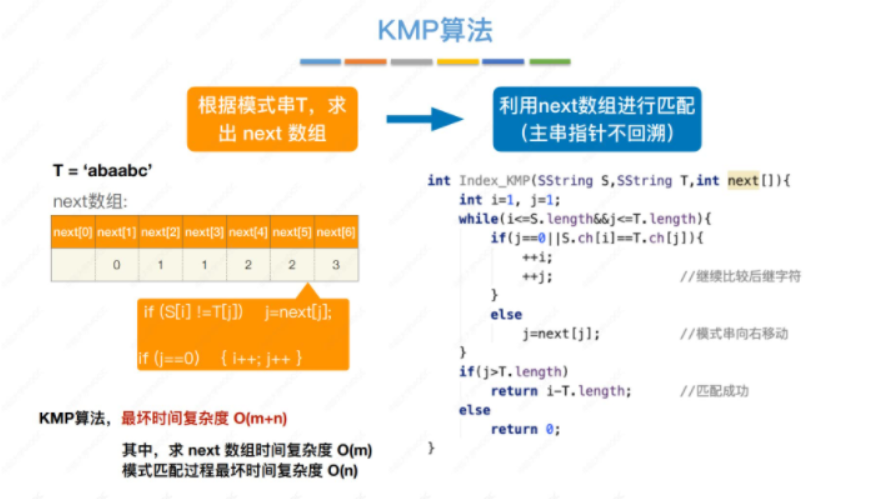 KMP算法
根据模式串T，求
出 next 数组
利用next数组进行匹配
（主串指针不回溯）
T = ‘abaabc’
next数组:
next[0] next[1] next[2] next[3] next[4] next[5] next[6]
0 1 1 2 2 3
if (S[i] !=T[j]) j=next[j];
if (j==0) { i++; j++ }
KMP算法，最坏时间复杂度 O(m+n)
其中，求 next 数组时间复杂度 O(m)
模式匹配过程最坏时间复杂度 O(n)
int Index_KMP(SString S,SString T,int next[]){
int i=1, j=1;
while(i<=S.length&&j<=T.length){
if(j==0||S.ch[i]==T.ch[j]){
++i;
++j; //继续比较后继字符
}
else
j=next[j]; //模式串向右移动
}
if(j>T.length)
return i-T.length; //匹配成功
else
return 0;
}